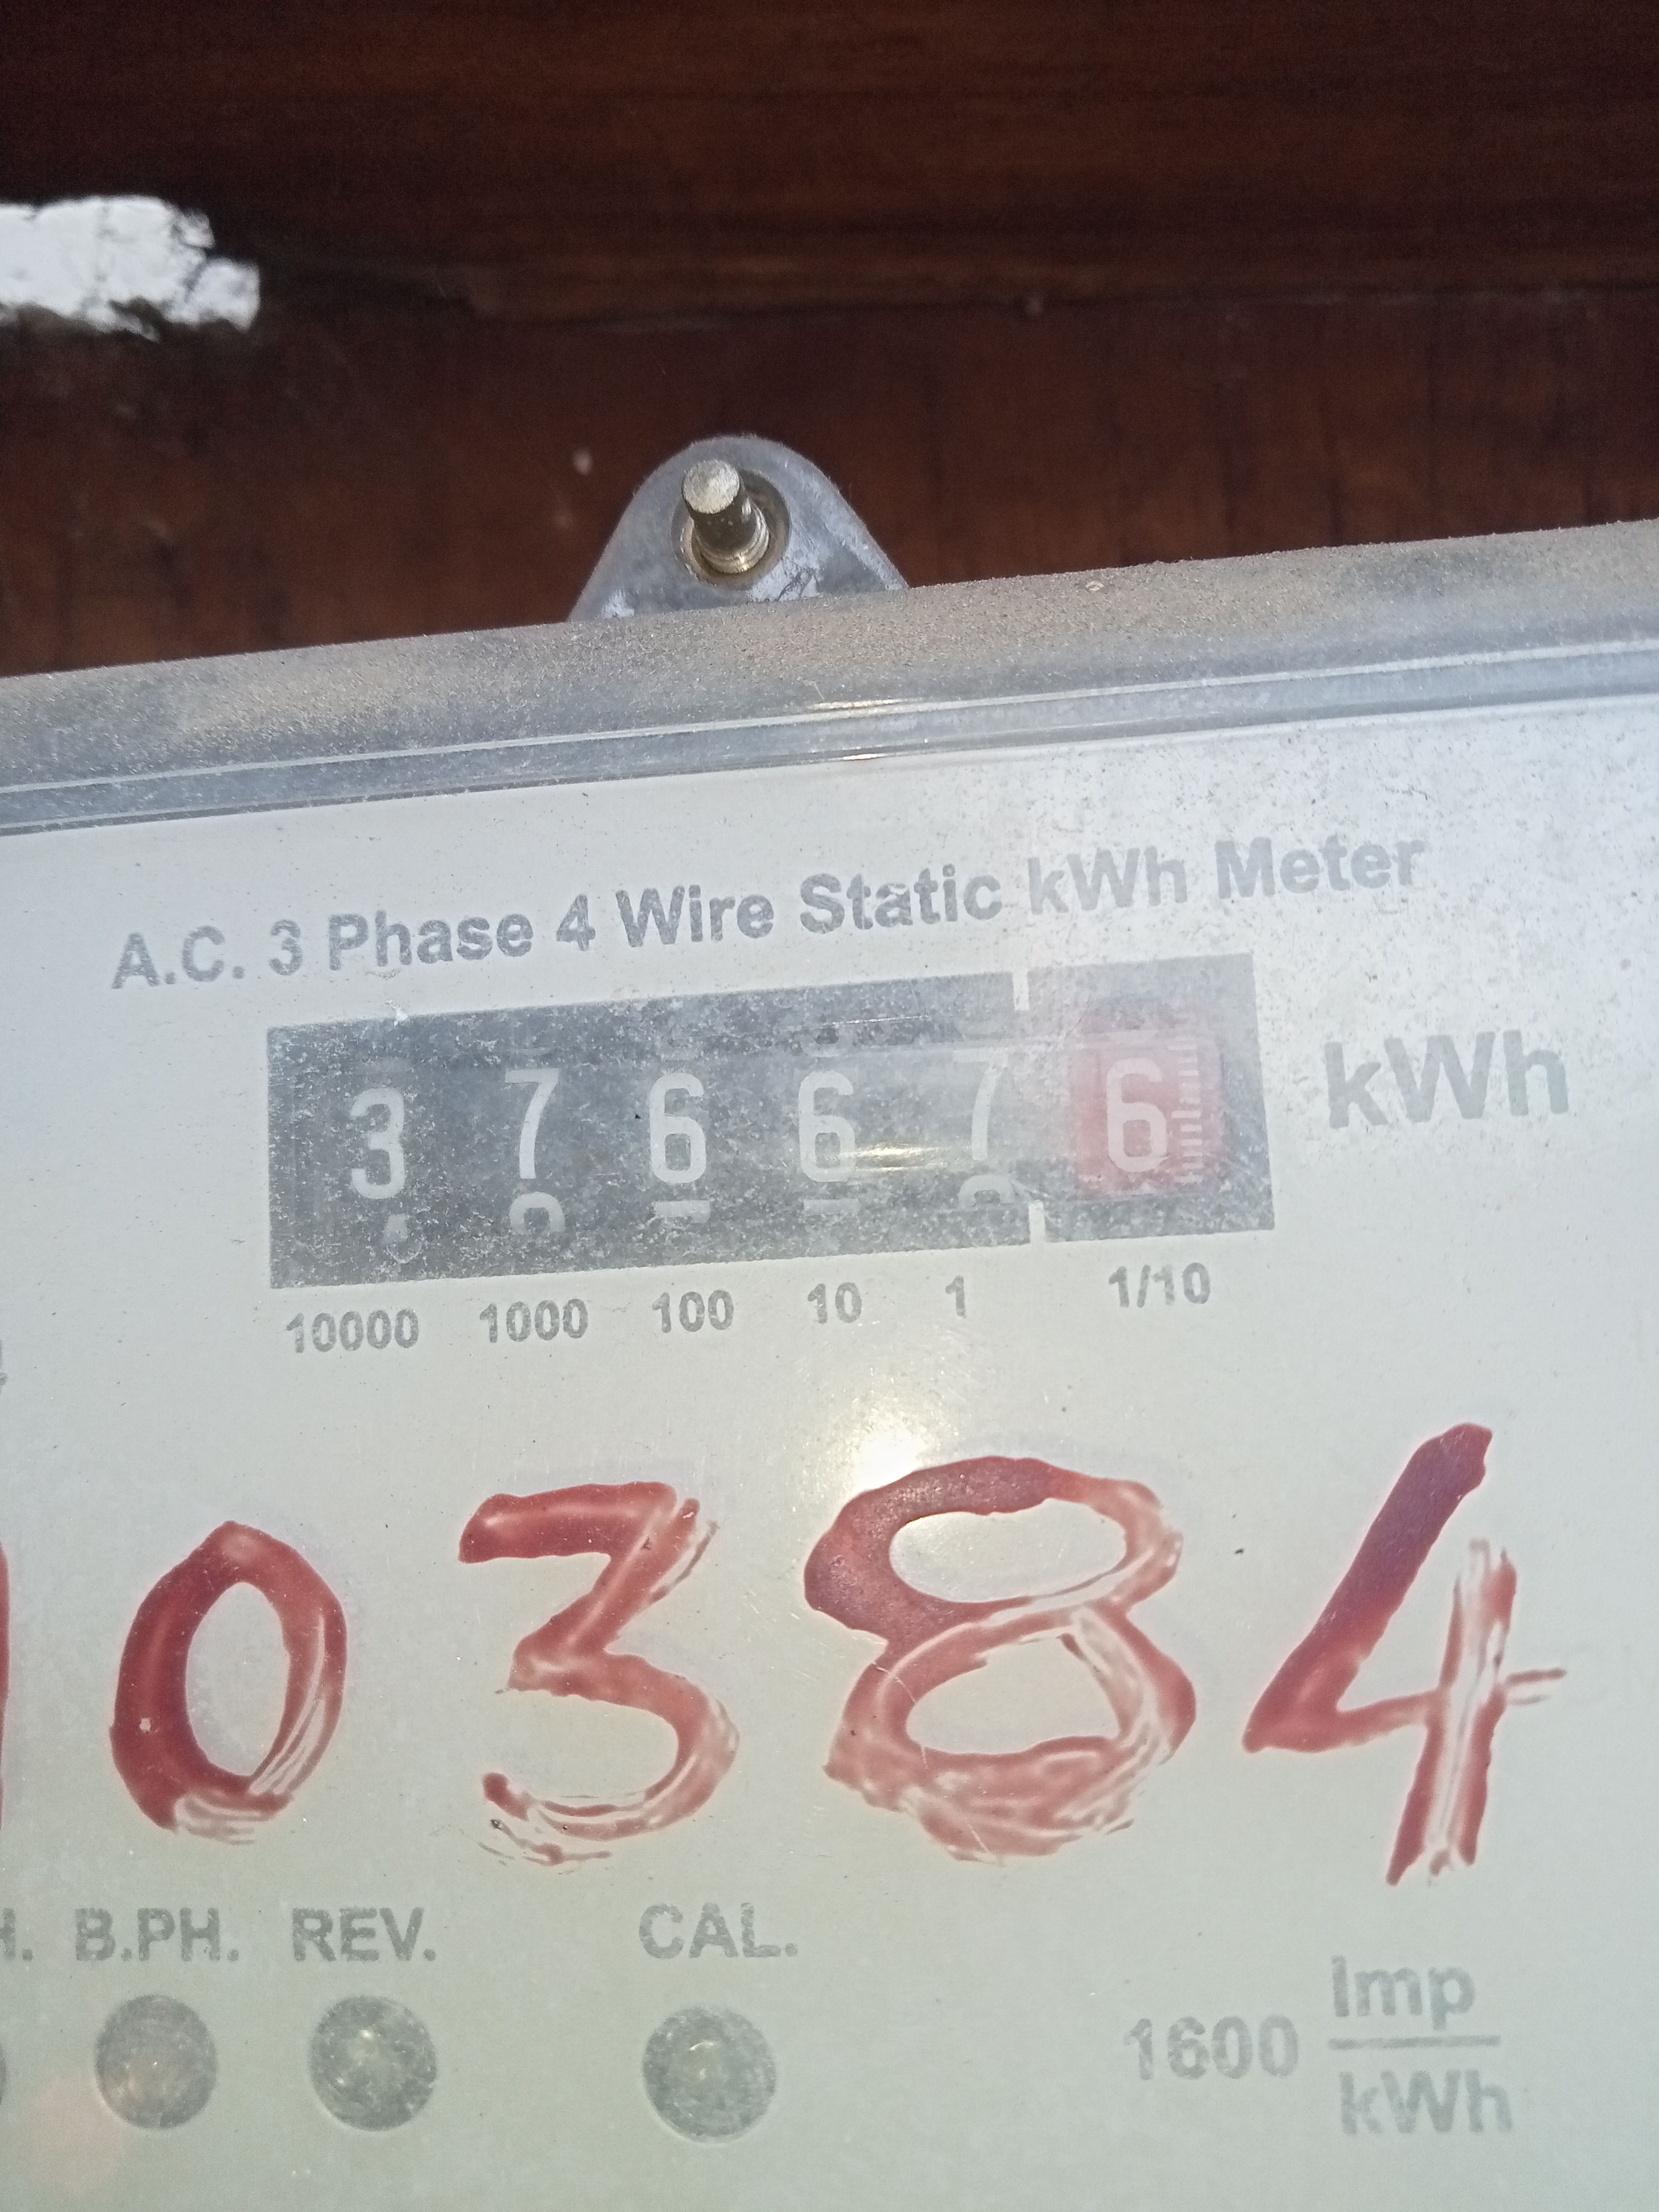 A.C. 3 Phase 4 Wire Static kWh Meter
3 7 6 6 7 6 kWh
10000 1000 100 10 1 1/10
0384
H. B.PH. REV. CAL.
1600 Imp/kWh